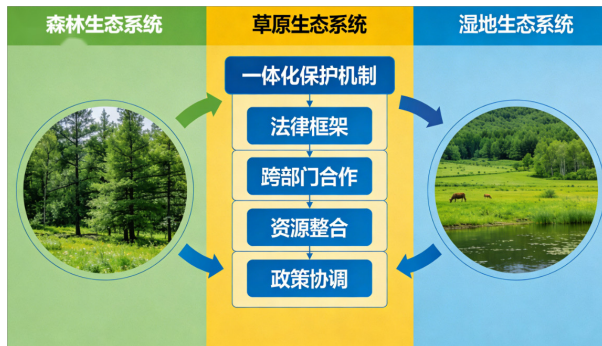 森林生态系统
草原生态系统
湿地生态系统
一体化保护机制
法律框架
跨部门合作
资源整合
政策协调